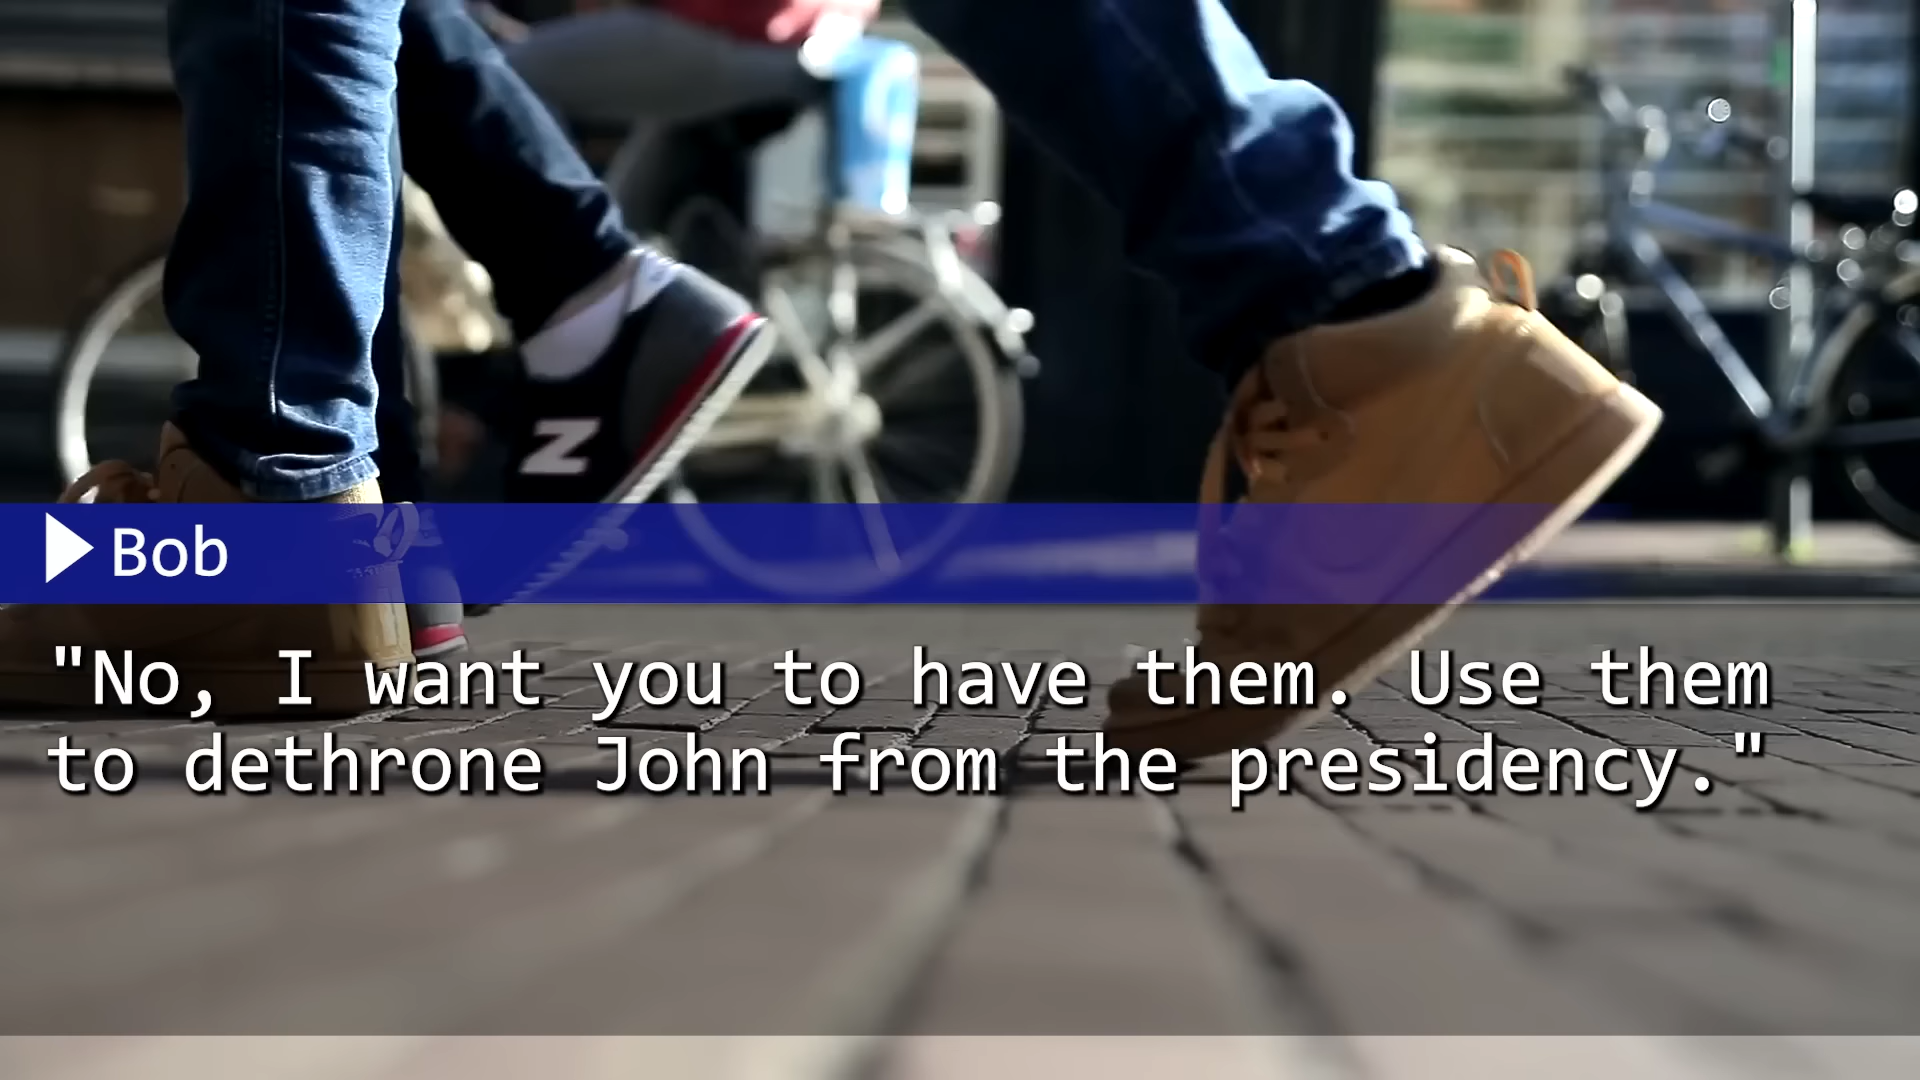 N
Bob
"No, I want you to have them. Use them
to dethrone John from the presidency."